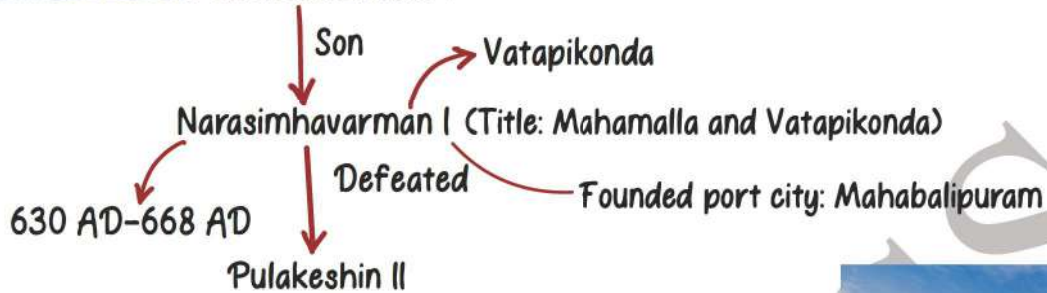 Son
Vatapikonda
Narasimhavarman I (Title: Mahamalla and Vatapikonda)
Defeated
Founded port city: Mahabalipuram
630 AD-668 AD
Pulakeshin II